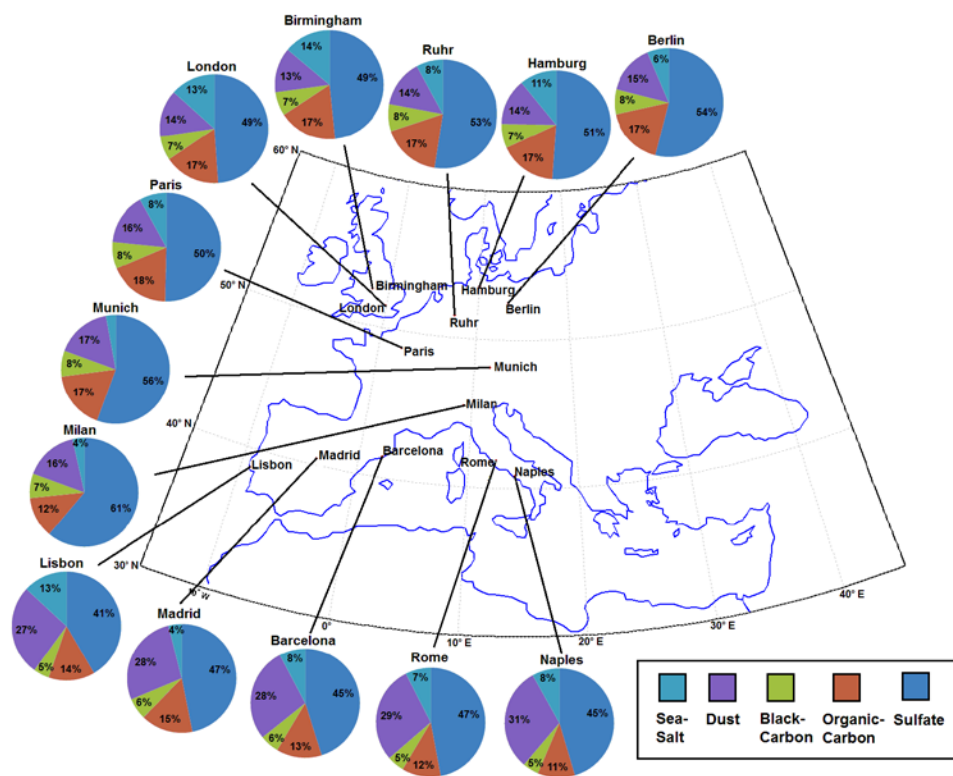 Birmingham
14%
49%
13%
7%
17%
Ruhr
8%
14%
53%
8%
17%
Berlin
6%
15%
54%
8%
17%
London
13%
14%
49%
7%
17%
Hamburg
11%
14%
51%
7%
17%
60° N
Paris
8%
16%
50%
8%
18%
50° N
Birmingham
London
Hamburg
Berlin
Ruhr
Paris
Munich
17%
8%
56%
17%
Munich
Milan
4%
16%
7%
61%
12%
40° N
Milan
Lisbon
Madrid
Barcelona
Rome
Naples
30° N
0°
10° E
20° E
30° E
40° E
Lisbon
13%
41%
27%
5%
14%
Madrid
4%
28%
47%
6%
15%
Barcelona
8%
28%
45%
6%
13%
Rome
7%
29%
47%
5%
12%
Naples
8%
31%
45%
5%
11%
Sea-
Salt
Dust
Black-
Carbon
Organic-
Carbon
Sulfate